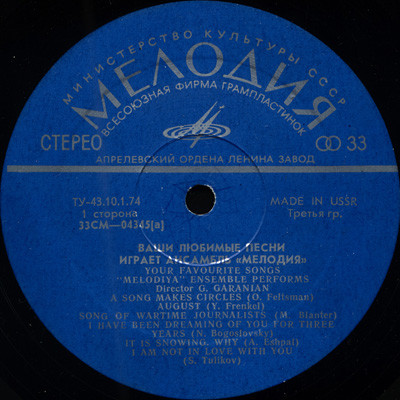 МИНИСТЕРСТВО КУЛЬТУРЫ СССР
МЕЛОДИЯ
ВСЕСОЮЗНАЯ ФИРМА ГРАМПЛАСТИНОК
СТЕРЕО
33
АПРЕЛЕВСКИЙ ОРДЕНА ЛЕНИНА ЗАВОД
ТУ-43.10.1.74
MADE IN USSR
1 сторона
Третья гр.
33СМ—04345[а]
ВАШИ ЛЮБИМЫЕ ПЕСНИ
ИГРАЕТ АНСАМБЛЬ «МЕЛОДИЯ»
YOUR FAVOURITE SONGS
"MELODIYA" ENSEMBLE PERFORMS
Director G. GARANIAN
A SONG MAKES CIRCLES (O. Feltsman)
AUGUST (Y. Frenkel)
SONG OF WARTIME JOURNALISTS (M. Blanter)
I HAVE BEEN DREAMING OF YOU FOR THREE
YEARS (N. Bogoslovsky)
IT IS SNOWING, WHY (A. Eshpai)
I AM NOT IN LOVE WITH YOU
(S. Tulikov)